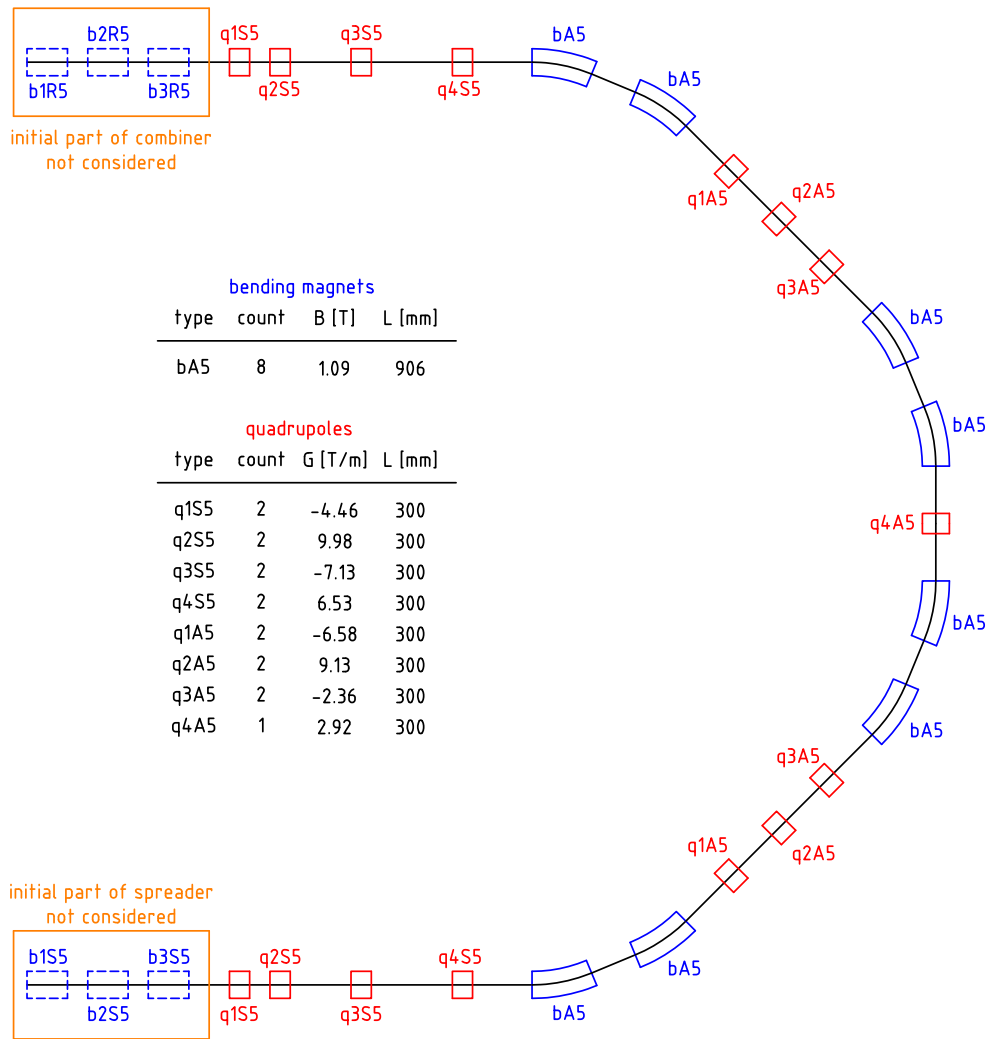 b2R5
q1S5
q3S5
bA5
b1R5
b3R5
q2S5
q4S5
bA5
initial part of combiner
not considered
q1A5
q2A5
q3A5
bA5
bending magnets
type count B [T] L [mm]
bA5 8 1.09 906
bA5
quadrupoles
type count G [T/m] L [mm]
q1S5 2 -4.46 300
q2S5 2 9.98 300
q3S5 2 -7.13 300
q4S5 2 6.53 300
q1A5 2 -6.58 300
q2A5 2 9.13 300
q3A5 2 -2.36 300
q4A5 1 2.92 300
q4A5
bA5
bA5
q3A5
q1A5
q2A5
initial part of spreader
not considered
b1S5
b3S5
q2S5
q4S5
bA5
b2S5
q1S5
q3S5
bA5